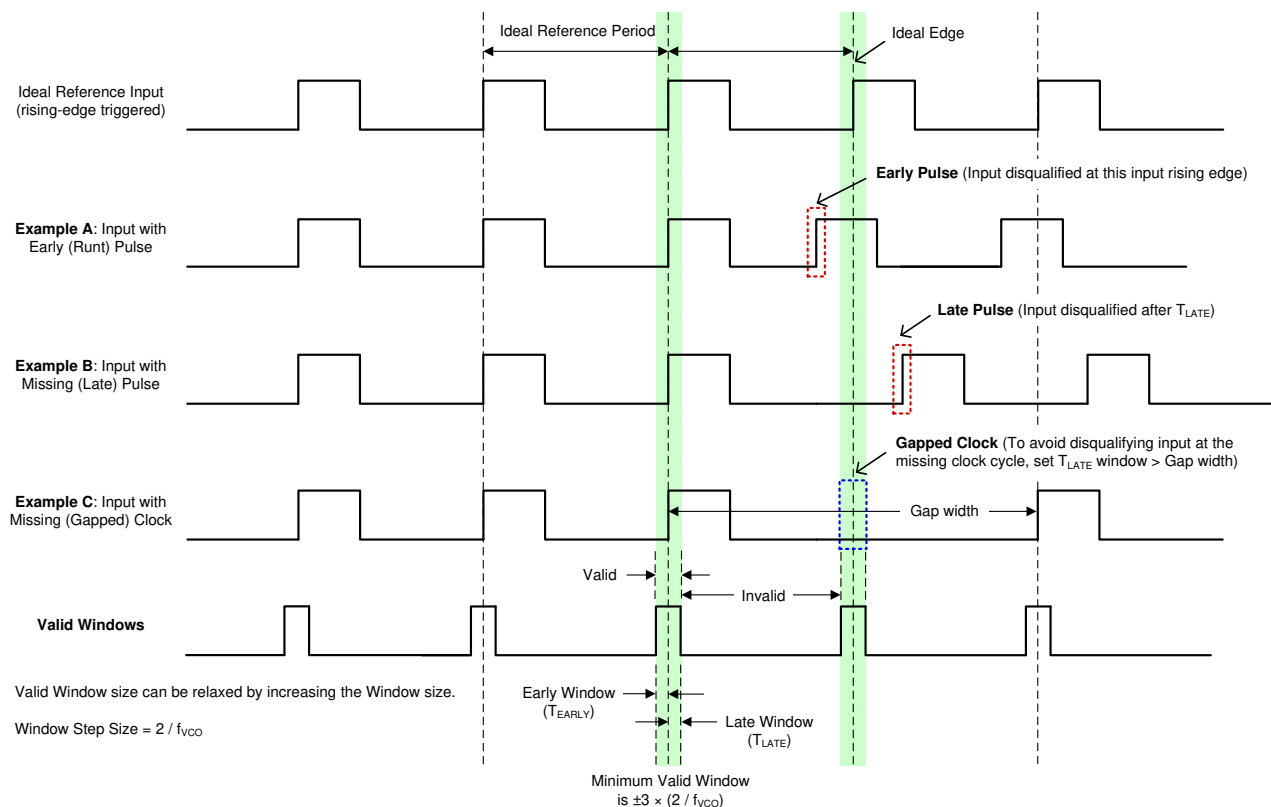 Ideal Reference Period
Ideal Edge
Ideal Reference Input
(rising-edge triggered)
Early Pulse (Input disqualified at this input rising edge)
Example A: Input with
Early (Runt) Pulse
Late Pulse (Input disqualified after TLATE)
Example B: Input with
Missing (Late) Pulse
Gapped Clock (To avoid disqualifying input at the
missing clock cycle, set TLATE window > Gap width)
Example C: Input with
Missing (Gapped) Clock
Gap width
Valid
Invalid
Valid Windows
Valid Window size can be relaxed by increasing the Window size.
Early Window
(TEARLY)
Window Step Size = 2 / fVCO
Late Window
(TLATE)
Minimum Valid Window
is ±3 × (2 / fVCO)